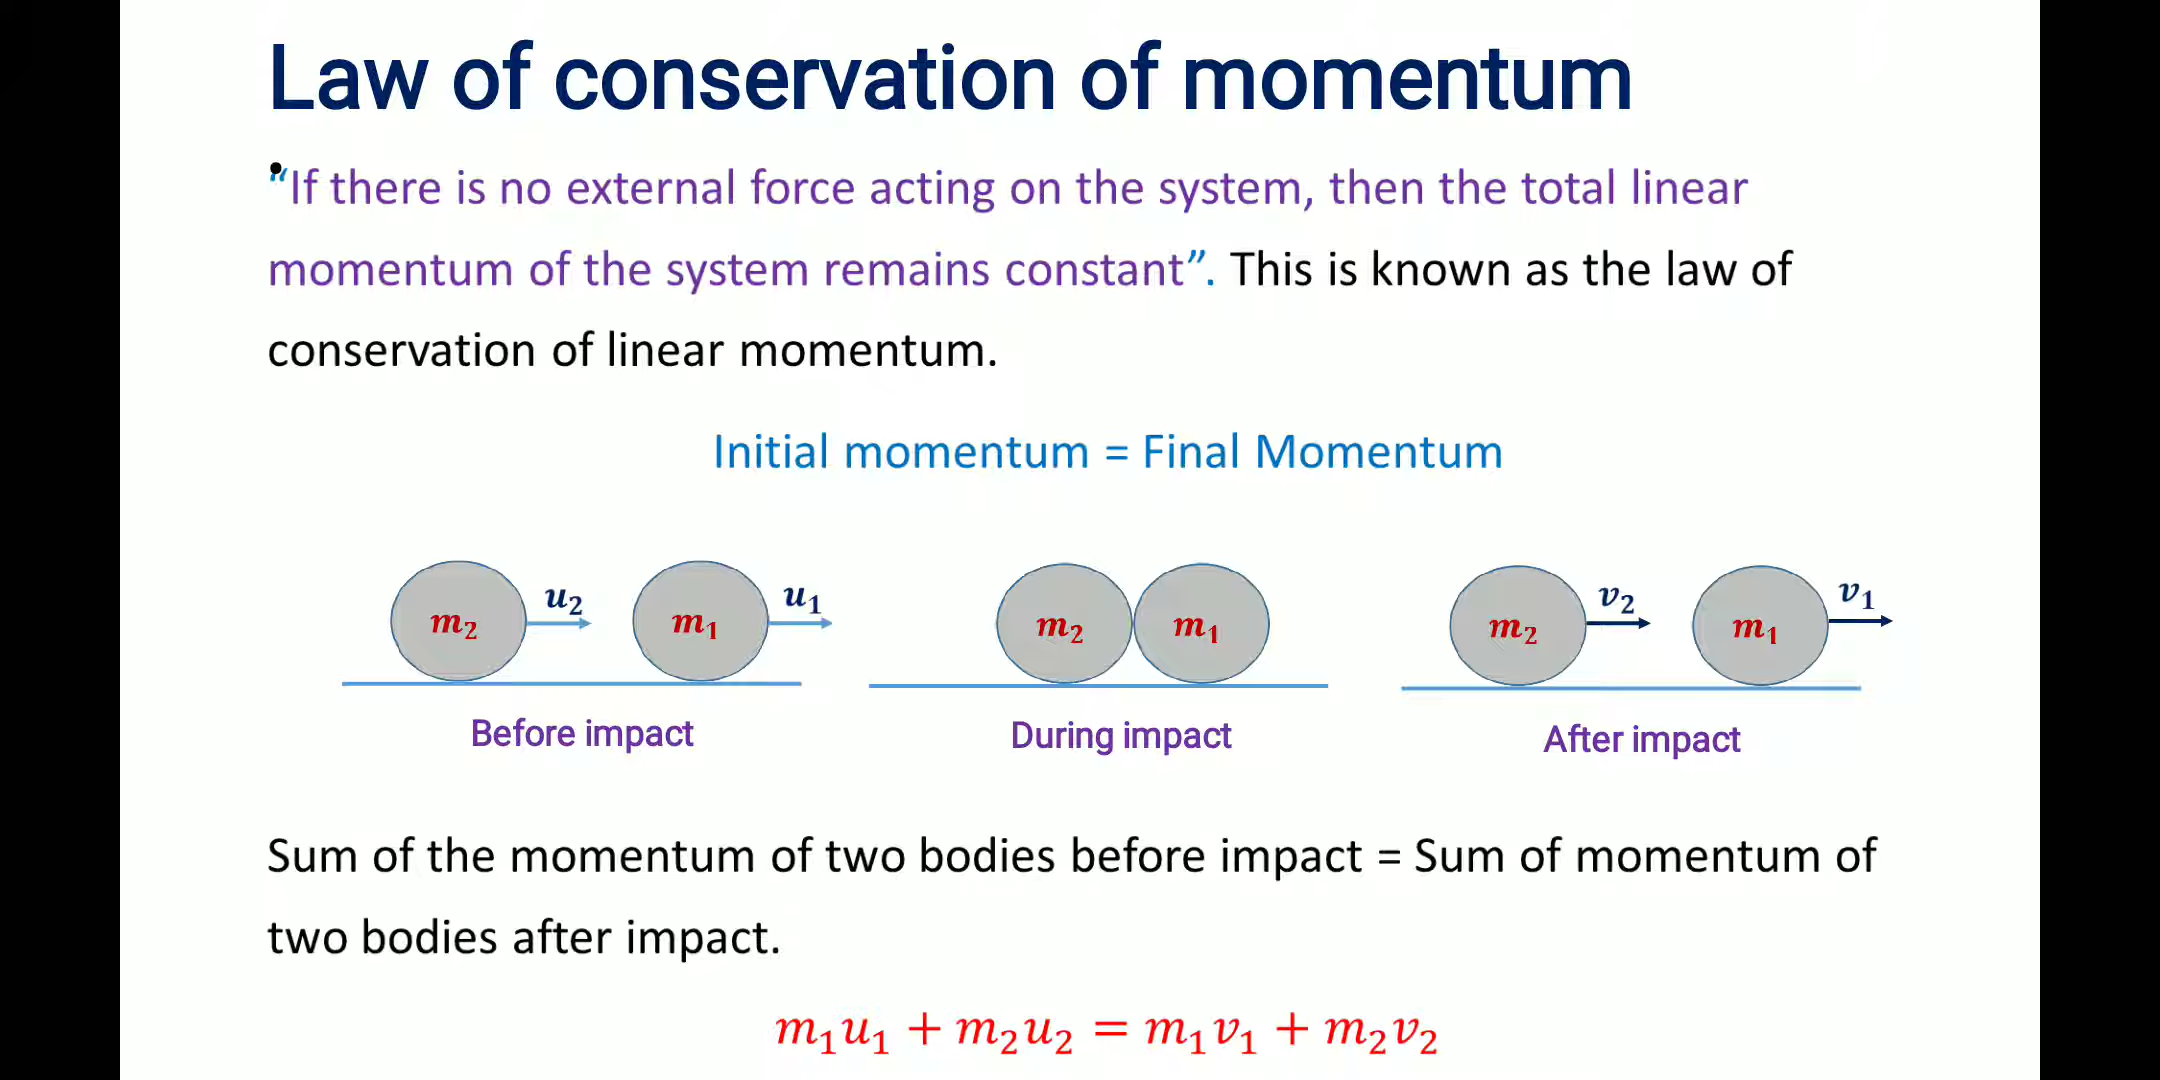 Law of conservation of momentum
• “If there is no external force acting on the system, then the total linear
momentum of the system remains constant”. This is known as the law of
conservation of linear momentum.
Initial momentum = Final Momentum
m₂ u₂ m₁ u₁
Before impact
m₂ m₁
During impact
m₂ v₂ m₁ v₁
After impact
Sum of the momentum of two bodies before impact = Sum of momentum of
two bodies after impact.
m₁u₁ + m₂u₂ = m₁v₁ + m₂v₂